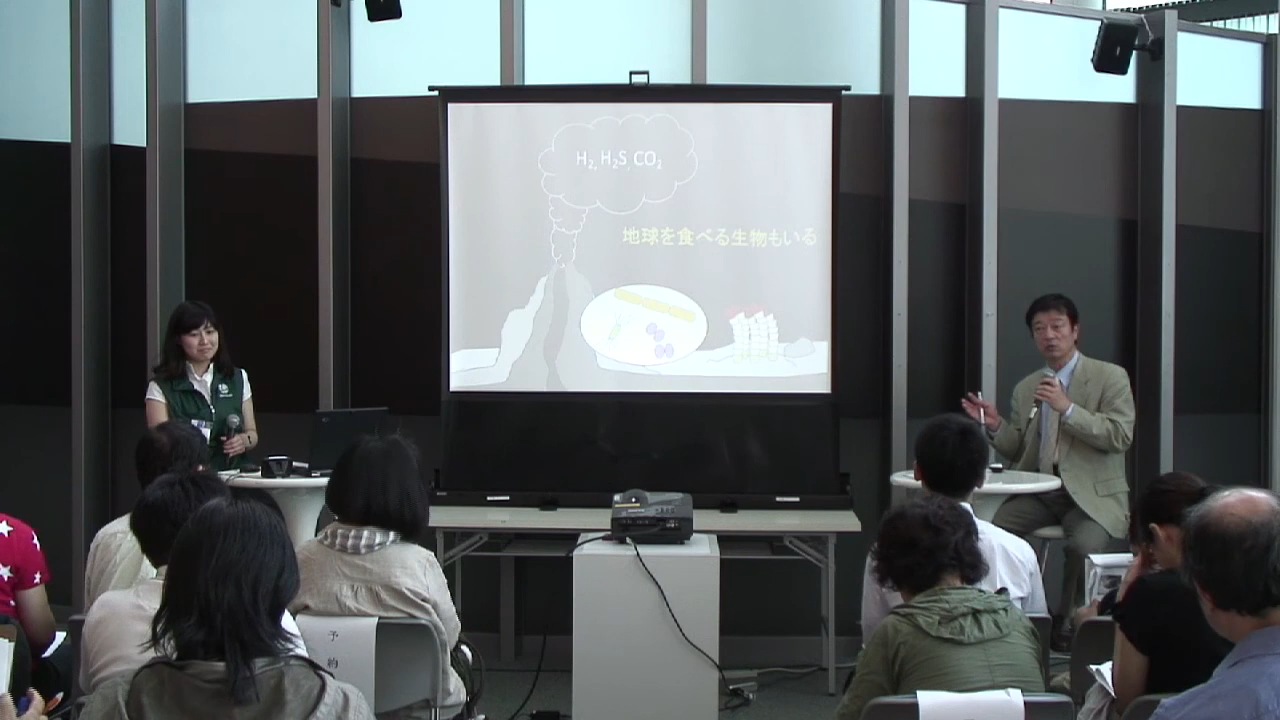 H₂, H₂S, CO₂
地球を食べる生物もいる
予
約